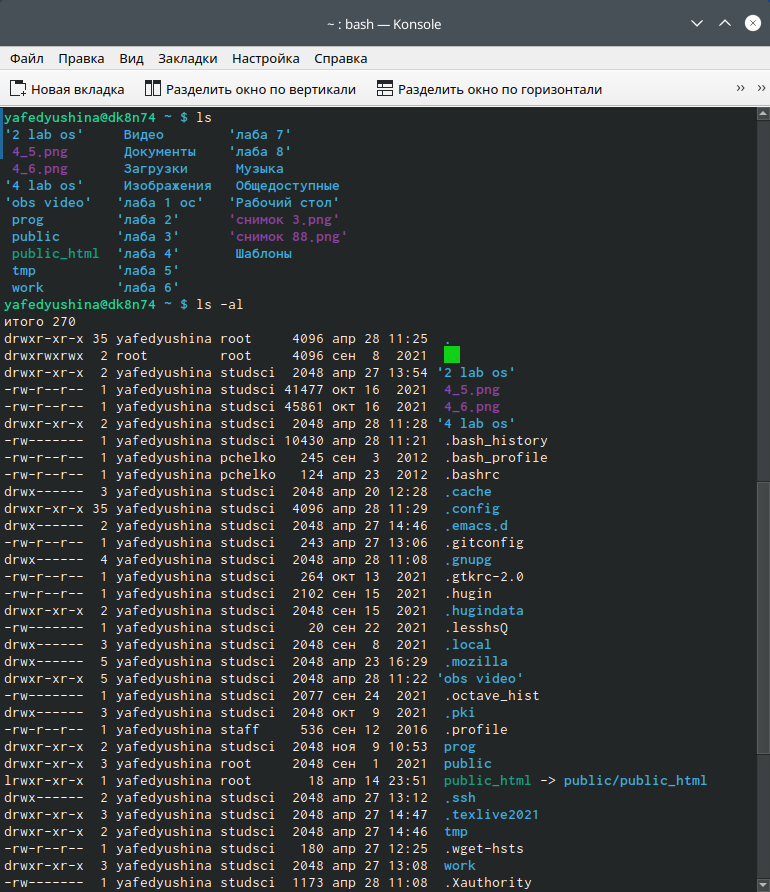 ~ : bash — Konsole
Файл Правка Вид Закладки Настройка Справка
Новая вкладка Разделить окно по вертикали Разделить окно по горизонтали » »
yafedyushina@dk8n74 ~ $ ls
'2 lab os' Видео 'лаба 7'
4_5.png Документы 'лаба 8'
4_6.png Загрузки Музыка
'4 lab os' Изображения Общедоступные
'obs video' 'лаба 1 ос' 'Рабочий стол'
prog 'лаба 2' 'снимок 3.png'
public 'лаба 3' 'снимок 88.png'
public_html 'лаба 4' Шаблоны
tmp 'лаба 5'
work 'лаба 6'
yafedyushina@dk8n74 ~ $ ls -al
итого 270
drwxr-xr-x 35 yafedyushina root 4096 апр 28 11:25 .
drwxrwxrwx 2 root root 4096 сен 8 2021
drwxr-xr-x 2 yafedyushina studsci 2048 апр 27 13:54 '2 lab os'
-rw-r--r-- 1 yafedyushina studsci 41477 окт 16 2021 4_5.png
-rw-r--r-- 1 yafedyushina studsci 45861 окт 16 2021 4_6.png
drwxr-xr-x 2 yafedyushina studsci 2048 апр 28 11:28 '4 lab os'
-rw------- 1 yafedyushina studsci 10430 апр 28 11:21 .bash_history
-rw-r--r-- 1 yafedyushina pchelko 245 сен 3 2012 .bash_profile
-rw-r--r-- 1 yafedyushina pchelko 124 апр 23 2012 .bashrc
drwx------ 3 yafedyushina studsci 2048 апр 20 12:28 .cache
drwxr-xr-x 35 yafedyushina studsci 4096 апр 28 11:29 .config
drwx------ 2 yafedyushina studsci 2048 апр 27 14:46 .emacs.d
-rw-r--r-- 1 yafedyushina studsci 243 апр 27 13:06 .gitconfig
drwx------ 4 yafedyushina studsci 2048 апр 28 11:08 .gnupg
-rw-r--r-- 1 yafedyushina studsci 264 окт 13 2021 .gtkrc-2.0
-rw-r--r-- 1 yafedyushina studsci 2102 сен 15 2021 .hugin
drwxr-xr-x 2 yafedyushina studsci 2048 сен 15 2021 .hugindata
-rw------- 1 yafedyushina studsci 20 сен 22 2021 .lesshsQ
drwx------ 3 yafedyushina studsci 2048 сен 8 2021 .local
drwx------ 5 yafedyushina studsci 2048 апр 23 16:29 .mozilla
drwxr-xr-x 5 yafedyushina studsci 2048 апр 28 11:22 'obs video'
-rw------- 1 yafedyushina studsci 2077 сен 24 2021 .octave_hist
drwx------ 3 yafedyushina studsci 2048 окт 9 2021 .pki
-rw-r--r-- 1 yafedyushina staff 536 сен 12 2016 .profile
drwxr-xr-x 2 yafedyushina studsci 2048 ноя 9 10:53 prog
drwxr-xr-x 3 yafedyushina root 2048 сен 1 2021 public
lrwxr-xr-x 1 yafedyushina root 18 апр 14 23:51 public_html -> public/public_html
drwx------ 2 yafedyushina studsci 2048 апр 27 13:12 .ssh
drwxr-xr-x 3 yafedyushina studsci 2048 апр 27 14:47 .texlive2021
drwxr-xr-x 2 yafedyushina studsci 2048 апр 27 14:46 tmp
-rw-r--r-- 1 yafedyushina studsci 180 апр 27 12:25 .wget-hsts
drwxr-xr-x 3 yafedyushina studsci 2048 апр 27 13:08 work
-rw------- 1 yafedyushina studsci 1173 апр 28 11:08 .Xauthority